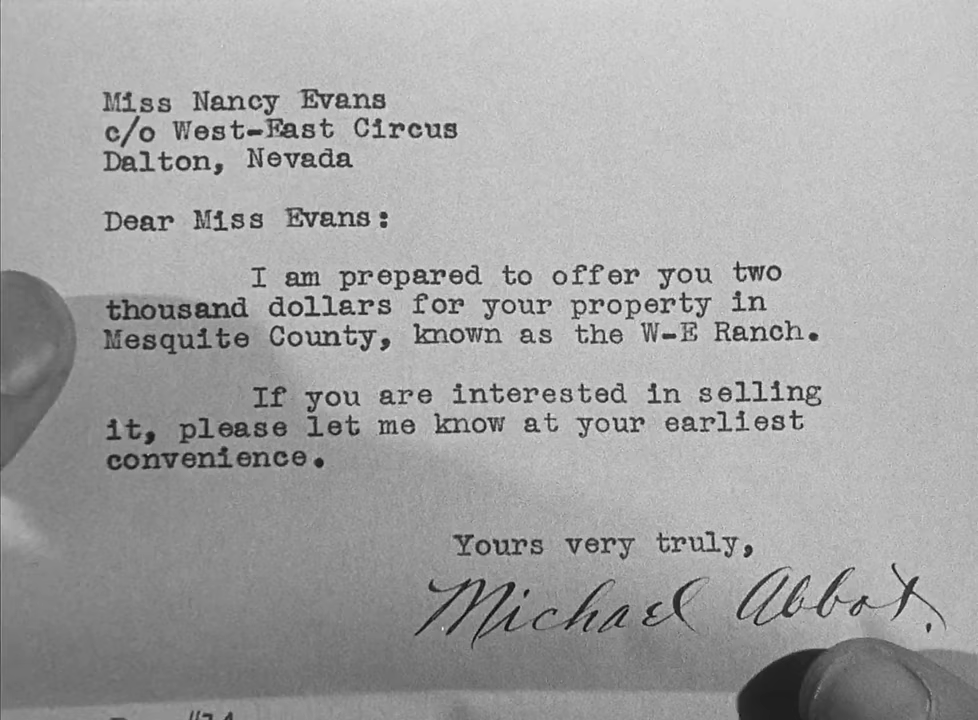 Miss Nancy Evans
c/o West-East Circus
Dalton, Nevada
Dear Miss Evans:
I am prepared to offer you two
thousand dollars for your property in
Mesquite County, known as the W-E Ranch.
If you are interested in selling
it, please let me know at your earliest
convenience.
Yours very truly,
Michael Abbot.